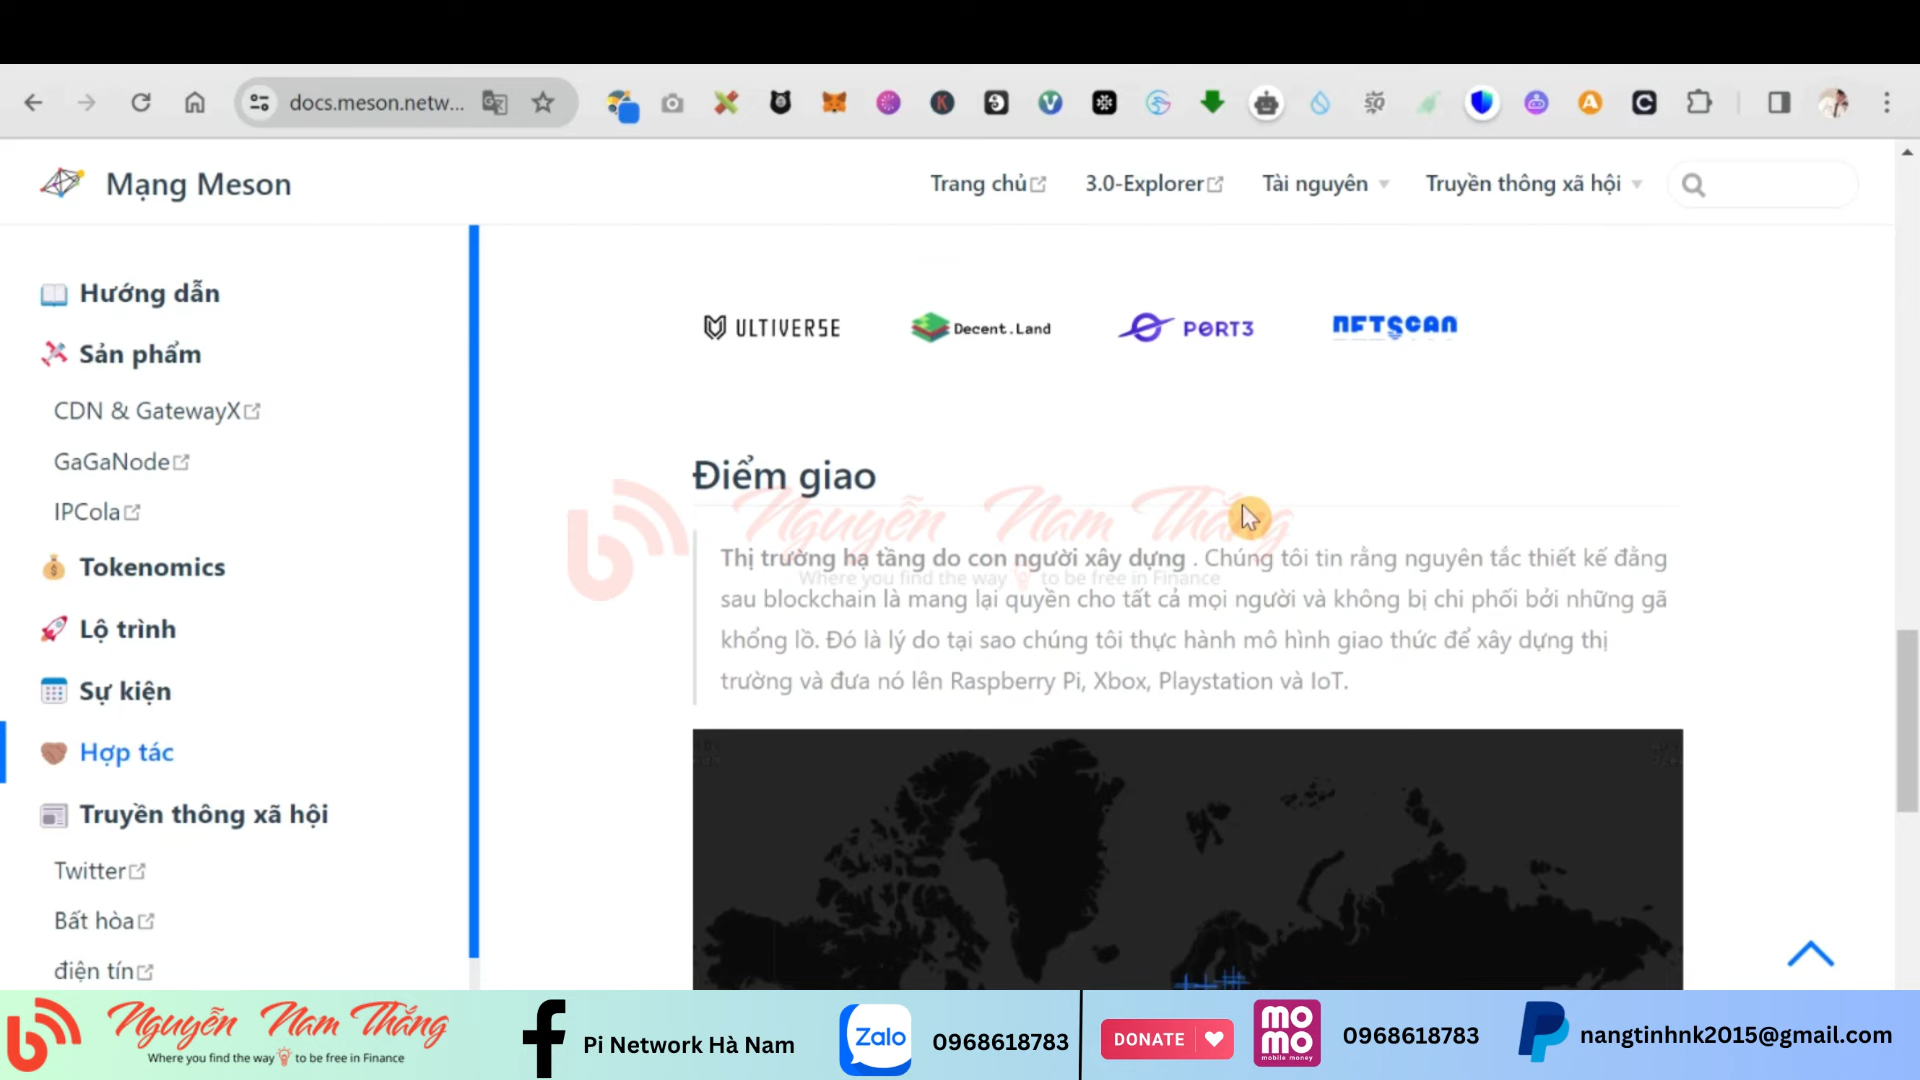 docs.meson.netw...
Mạng Meson
Trang chủ
3.0-Explorer
Tài nguyên
Truyền thông xã hội
Hướng dẫn
Sản phẩm
CDN & GatewayX
GaGaNode
IPCola
Tokenomics
Lộ trình
Sự kiện
Hợp tác
Truyền thông xã hội
Twitter
Bất hòa
điện tín
ULTIVERSE
Decent.Land
PORT3
NFTSCAN
Điểm giao
Nguyễn Nam Thắng
Where you find the way to be free in Finance
Thị trường hạ tầng do con người xây dựng . Chúng tôi tin rằng nguyên tắc thiết kế đằng
sau blockchain là mang lại quyền cho tất cả mọi người và không bị chi phối bởi những gã
khổng lồ. Đó là lý do tại sao chúng tôi thực hành mô hình giao thức để xây dựng thị
trường và đưa nó lên Raspberry Pi, Xbox, Playstation và IoT.
Nguyễn Nam Thắng
Where you find the way to be free in Finance
Pi Network Hà Nam
Zalo
0968618783
DONATE
mo
mo
mobile money
0968618783
nangtinhnk2015@gmail.com